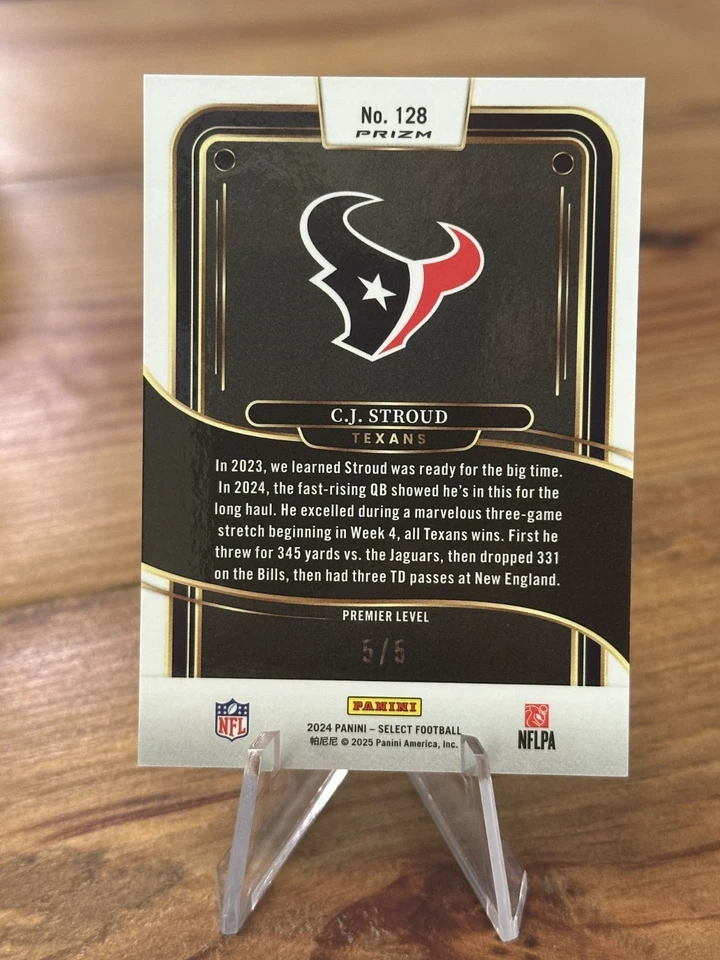 No. 128
PRIZM
C.J. STROUD
TEXANS
In 2023, we learned Stroud was ready for the big time.
In 2024, the fast-rising QB showed he's in this for the
long haul. He excelled during a marvelous three-game
stretch beginning in Week 4, all Texans wins. First he
threw for 345 yards vs. the Jaguars, then dropped 331
on the Bills, then had three TD passes at New England.
PREMIER LEVEL
5/5
NFL
PANINI
2024 PANINI – SELECT FOOTBALL
帕尼尼 © 2025 Panini America, Inc.
NFLPA